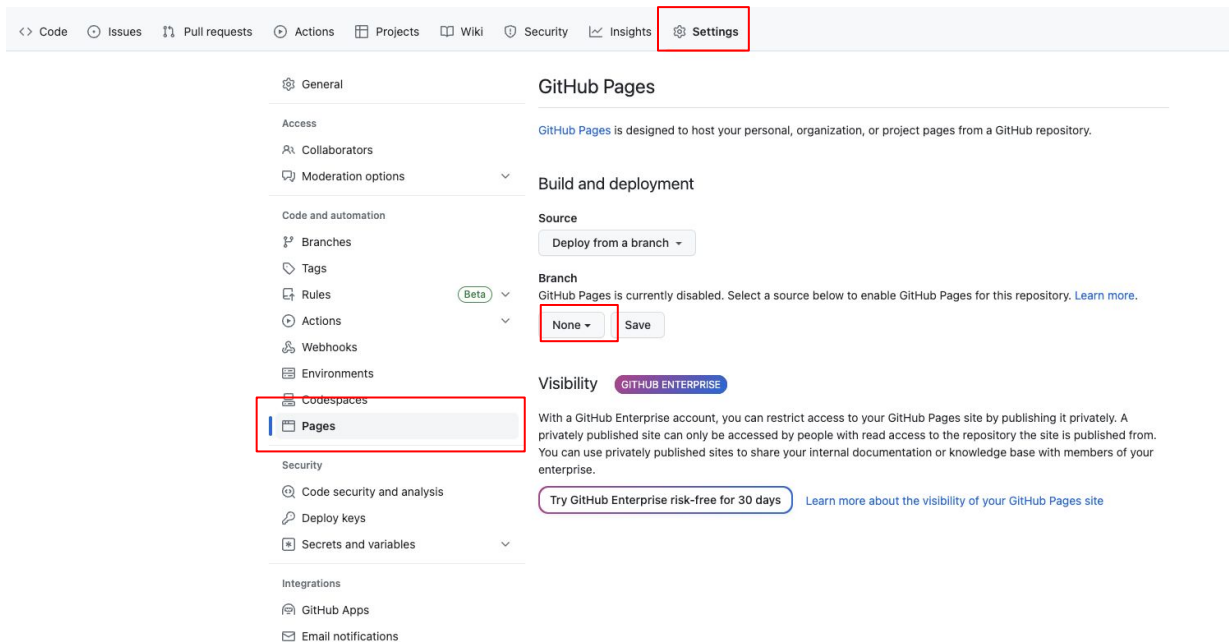 Code Issues Pull requests Actions Projects Wiki Security Insights Settings
General
Access
Collaborators
Moderation options
Code and automation
Branches
Tags
Rules Beta
Actions
Webhooks
Environments
Codespaces
Pages
Security
Code security and analysis
Deploy keys
Secrets and variables
Integrations
GitHub Apps
Email notifications
GitHub Pages
GitHub Pages is designed to host your personal, organization, or project pages from a GitHub repository.
Build and deployment
Source
Deploy from a branch
Branch
GitHub Pages is currently disabled. Select a source below to enable GitHub Pages for this repository. Learn more.
None Save
Visibility GITHUB ENTERPRISE
With a GitHub Enterprise account, you can restrict access to your GitHub Pages site by publishing it privately. A
privately published site can only be accessed by people with read access to the repository the site is published from.
You can use privately published sites to share your internal documentation or knowledge base with members of your
enterprise.
Try GitHub Enterprise risk-free for 30 days Learn more about the visibility of your GitHub Pages site